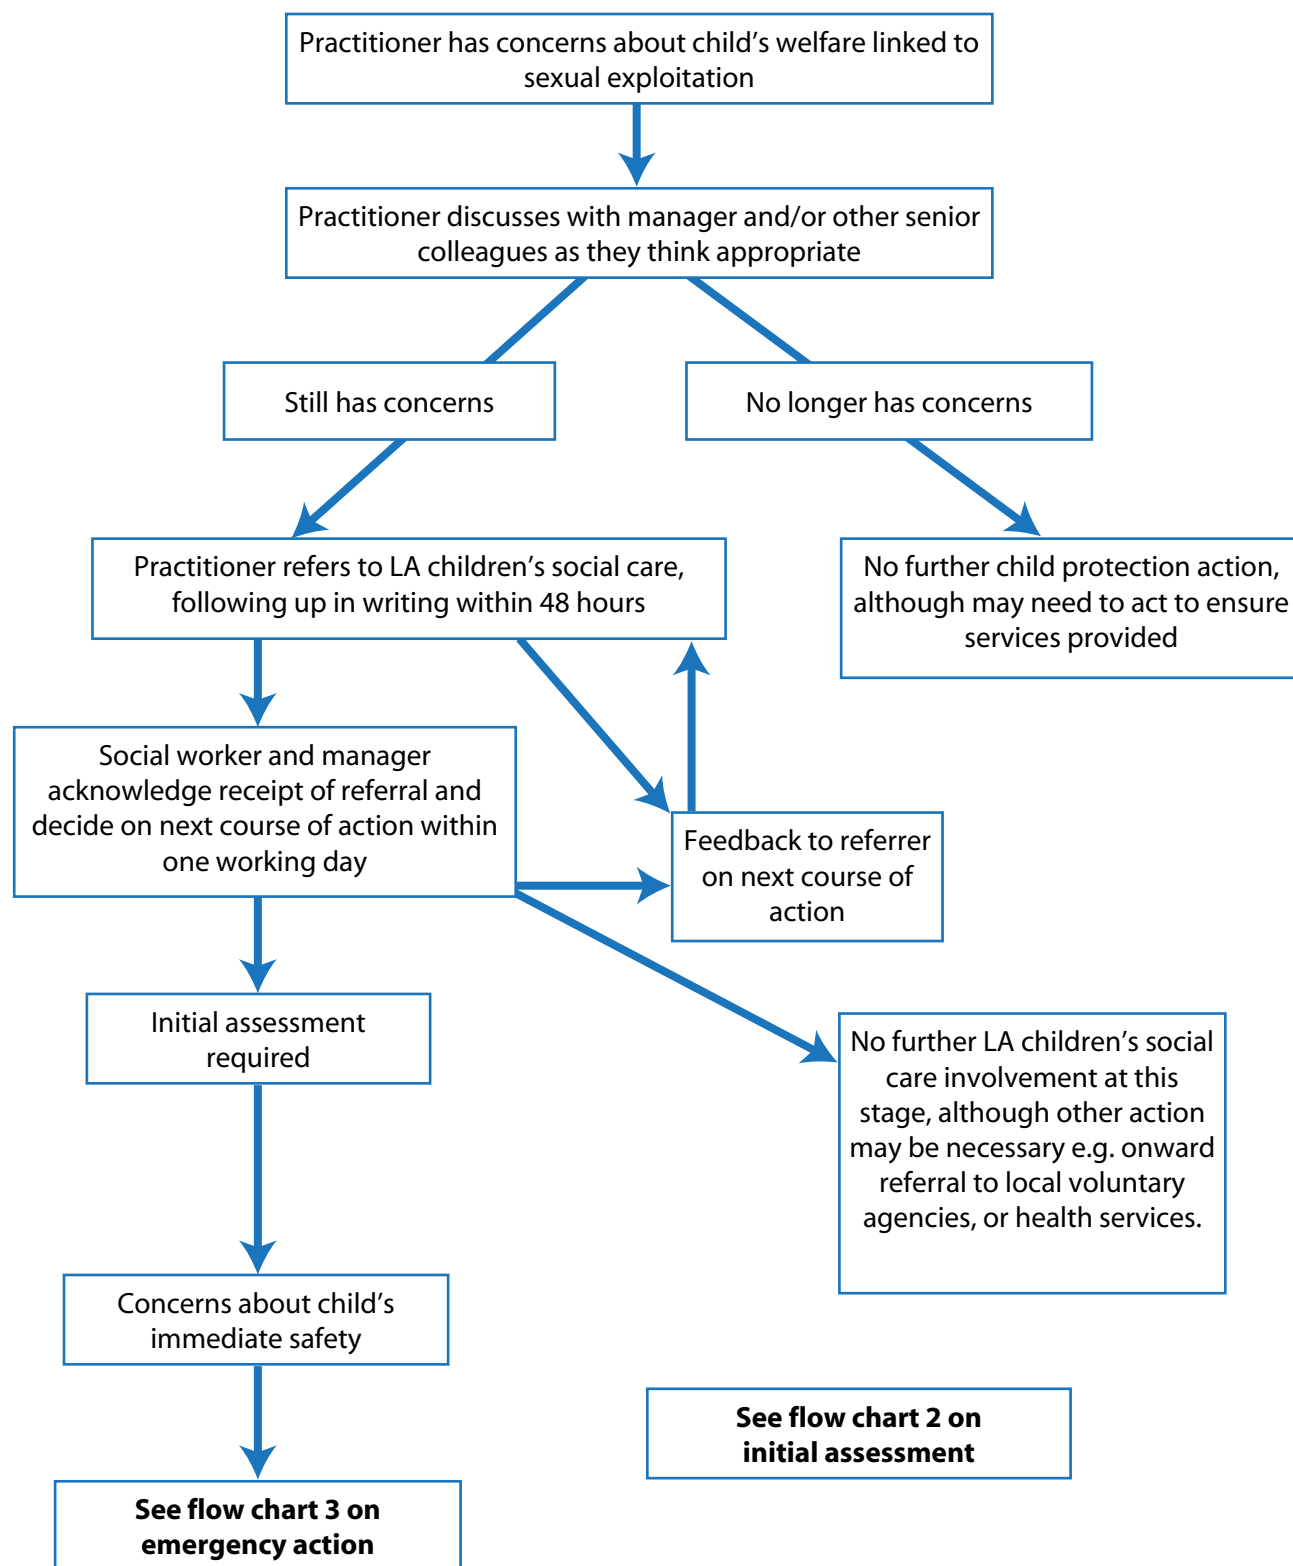 Practitioner has concerns about child’s welfare linked to
sexual exploitation
Practitioner discusses with manager and/or other senior
colleagues as they think appropriate
Still has concerns
No longer has concerns
Practitioner refers to LA children’s social care,
following up in writing within 48 hours
No further child protection action,
although may need to act to ensure
services provided
Social worker and manager
acknowledge receipt of referral and
decide on next course of action within
one working day
Feedback to referrer
on next course of
action
Initial assessment
required
No further LA children’s social
care involvement at this
stage, although other action
may be necessary e.g. onward
referral to local voluntary
agencies, or health services.
Concerns about child’s
immediate safety
See flow chart 2 on
initial assessment
See flow chart 3 on
emergency action